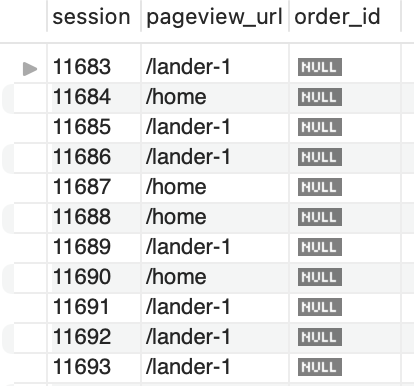 session pageview_url order_id
11683 /lander-1 NULL
11684 /home NULL
11685 /lander-1 NULL
11686 /lander-1 NULL
11687 /home NULL
11688 /home NULL
11689 /lander-1 NULL
11690 /home NULL
11691 /lander-1 NULL
11692 /lander-1 NULL
11693 /lander-1 NULL